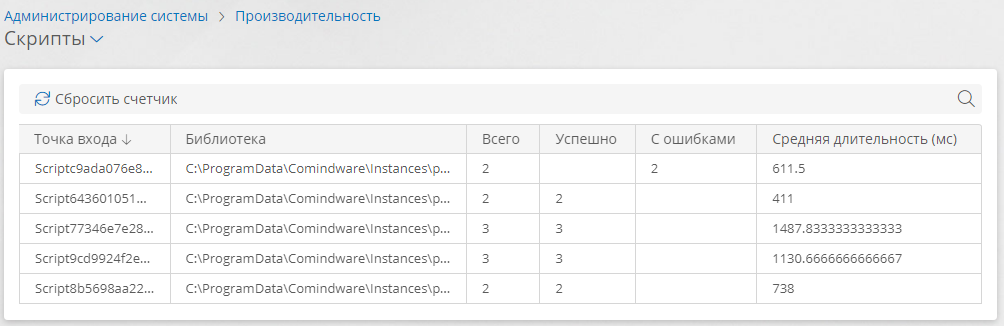 Администрирование системы > Производительность
Скрипты
Сбросить счетчик
Точка входа ↓ Библиотека Всего Успешно С ошибками Средняя длительность (мс)
Scriptc9ada076e8... C:\ProgramData\Comindware\Instances\p... 2 2 611.5
Script643601051... C:\ProgramData\Comindware\Instances\p... 2 2 411
Script77346e7e28... C:\ProgramData\Comindware\Instances\p... 3 3 1487.8333333333333
Script9cd9924f2e... C:\ProgramData\Comindware\Instances\p... 3 3 1130.6666666666667
Script8b5698aa22... C:\ProgramData\Comindware\Instances\p... 2 2 738